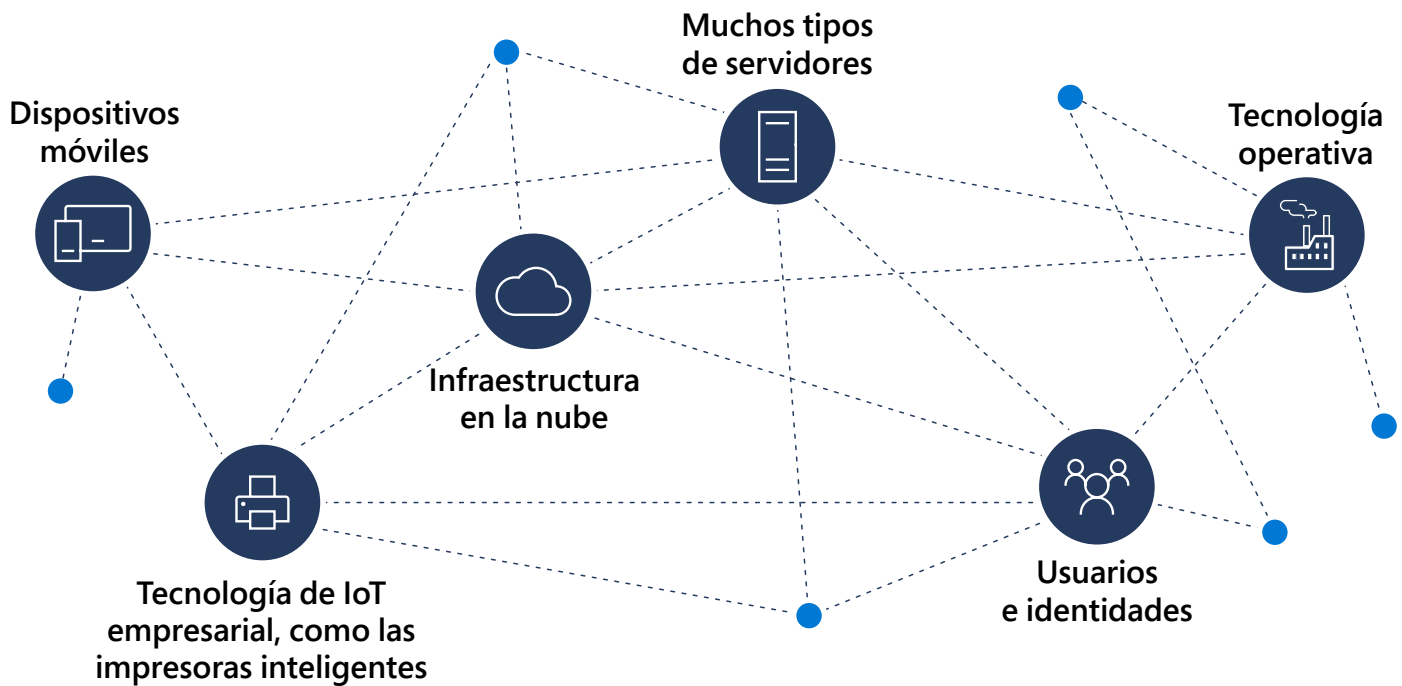 Muchos tipos
de servidores
Dispositivos
móviles
Tecnología
operativa
Infraestructura
en la nube
Usuarios
e identidades
Tecnología de IoT
empresarial, como las
impresoras inteligentes